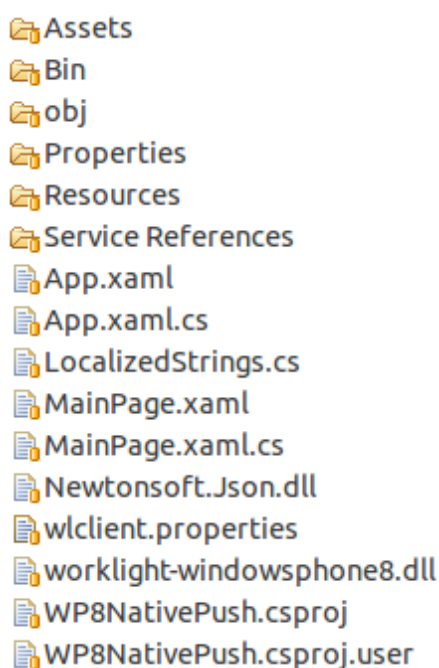 Assets
Bin
obj
Properties
Resources
Service References
App.xaml
App.xaml.cs
LocalizedStrings.cs
MainPage.xaml
MainPage.xaml.cs
Newtonsoft.Json.dll
wlclient.properties
worklight-windowsphone8.dll
WP8NativePush.csproj
WP8NativePush.csproj.user